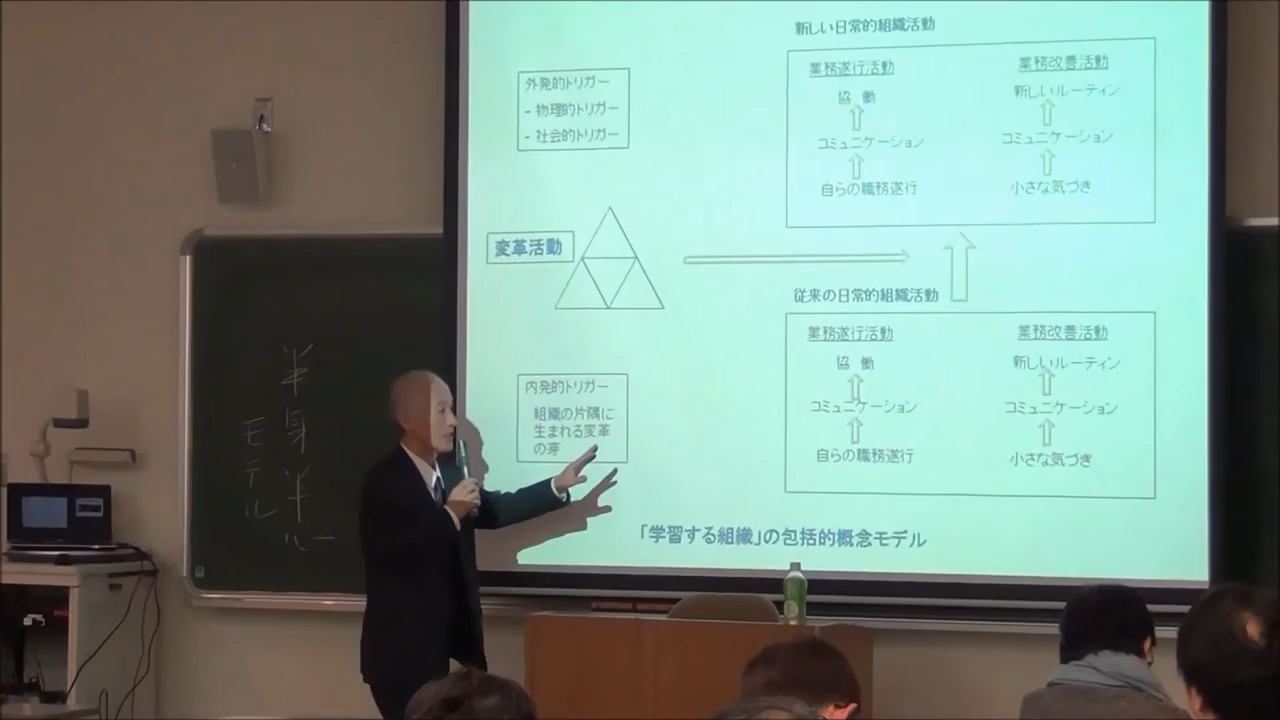 新しい日常的組織活動
業務遂行活動
協 働
コミュニケーション
自らの職務遂行
業務改善活動
新しいルーティン
コミュニケーション
小さな気づき
外発的トリガー
- 物理的トリガー
- 社会的トリガー
変革活動
従来の日常的組織活動
業務遂行活動
協 働
コミュニケーション
自らの職務遂行
業務改善活動
新しいルーティン
コミュニケーション
小さな気づき
内発的トリガー
組織の片隅に
生まれる変革
の芽
「学習する組織」の包括的概念モデル
半身半
モデル